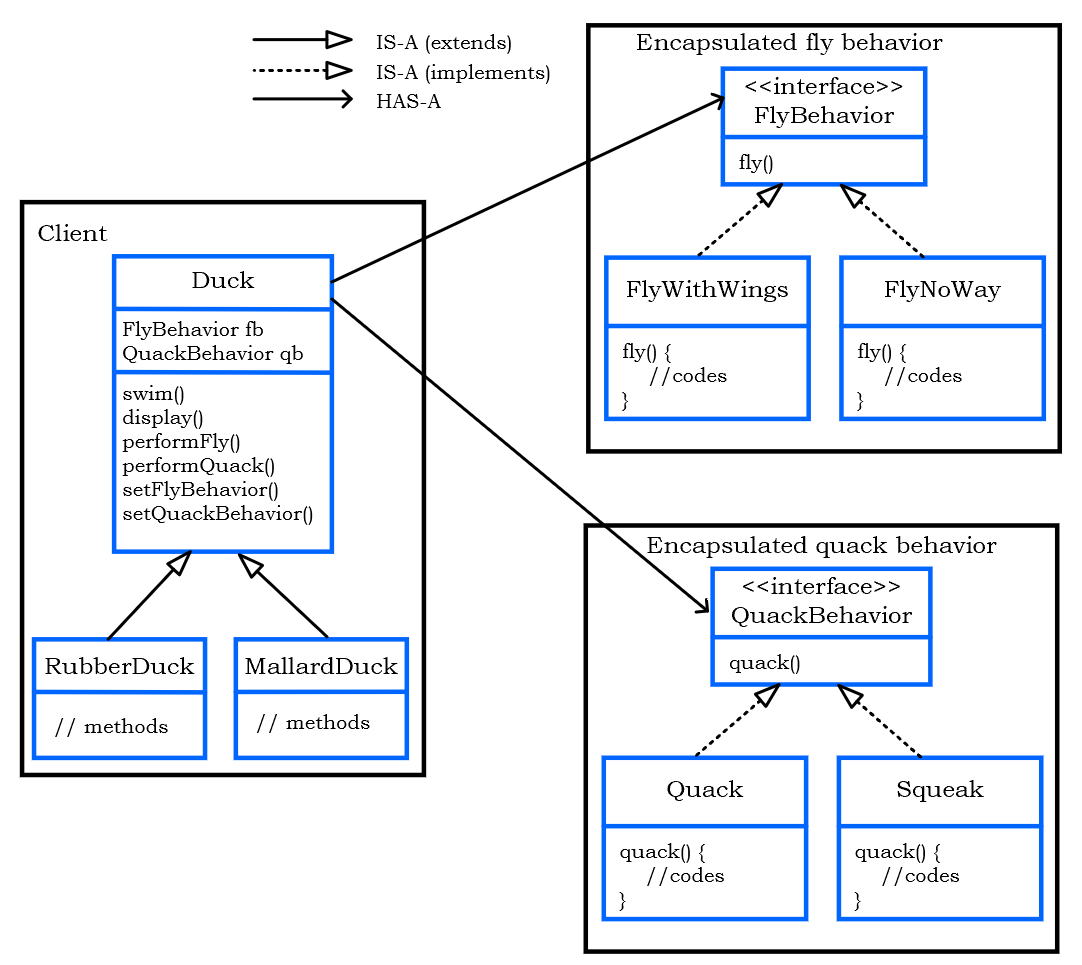 IS-A (extends)
IS-A (implements)
HAS-A
Encapsulated fly behavior
<<interface>>
FlyBehavior
fly()
FlyWithWings
fly() {
//codes
}
FlyNoWay
fly() {
//codes
}
Client
Duck
FlyBehavior fb
QuackBehavior qb
swim()
display()
performFly()
performQuack()
setFlyBehavior()
setQuackBehavior()
RubberDuck
// methods
MallardDuck
// methods
Encapsulated quack behavior
<<interface>>
QuackBehavior
quack()
Quack
quack() {
//codes
}
Squeak
quack() {
//codes
}